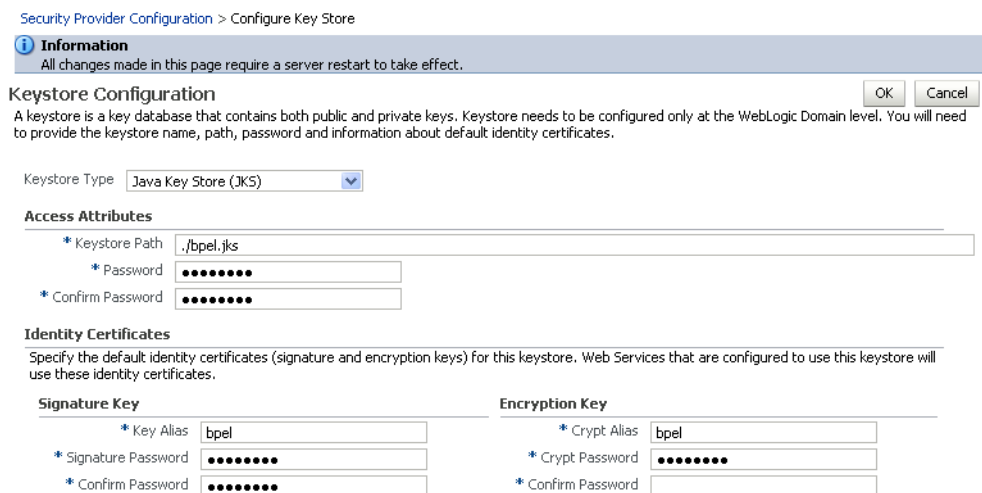 Security Provider Configuration > Configure Key Store
Information
All changes made in this page require a server restart to take effect.
Keystore Configuration
OK Cancel
A keystore is a key database that contains both public and private keys. Keystore needs to be configured only at the WebLogic Domain level. You will need
to provide the keystore name, path, password and information about default identity certificates.
Keystore Type Java Key Store (JKS)
Access Attributes
* Keystore Path ./bpel.jks
* Password ••••••••
* Confirm Password ••••••••
Identity Certificates
Specify the default identity certificates (signature and encryption keys) for this keystore. Web Services that are configured to use this keystore will
use these identity certificates.
Signature Key
* Key Alias bpel
* Signature Password ••••••••
* Confirm Password ••••••••
Encryption Key
* Crypt Alias bpel
* Crypt Password ••••••••
* Confirm Password